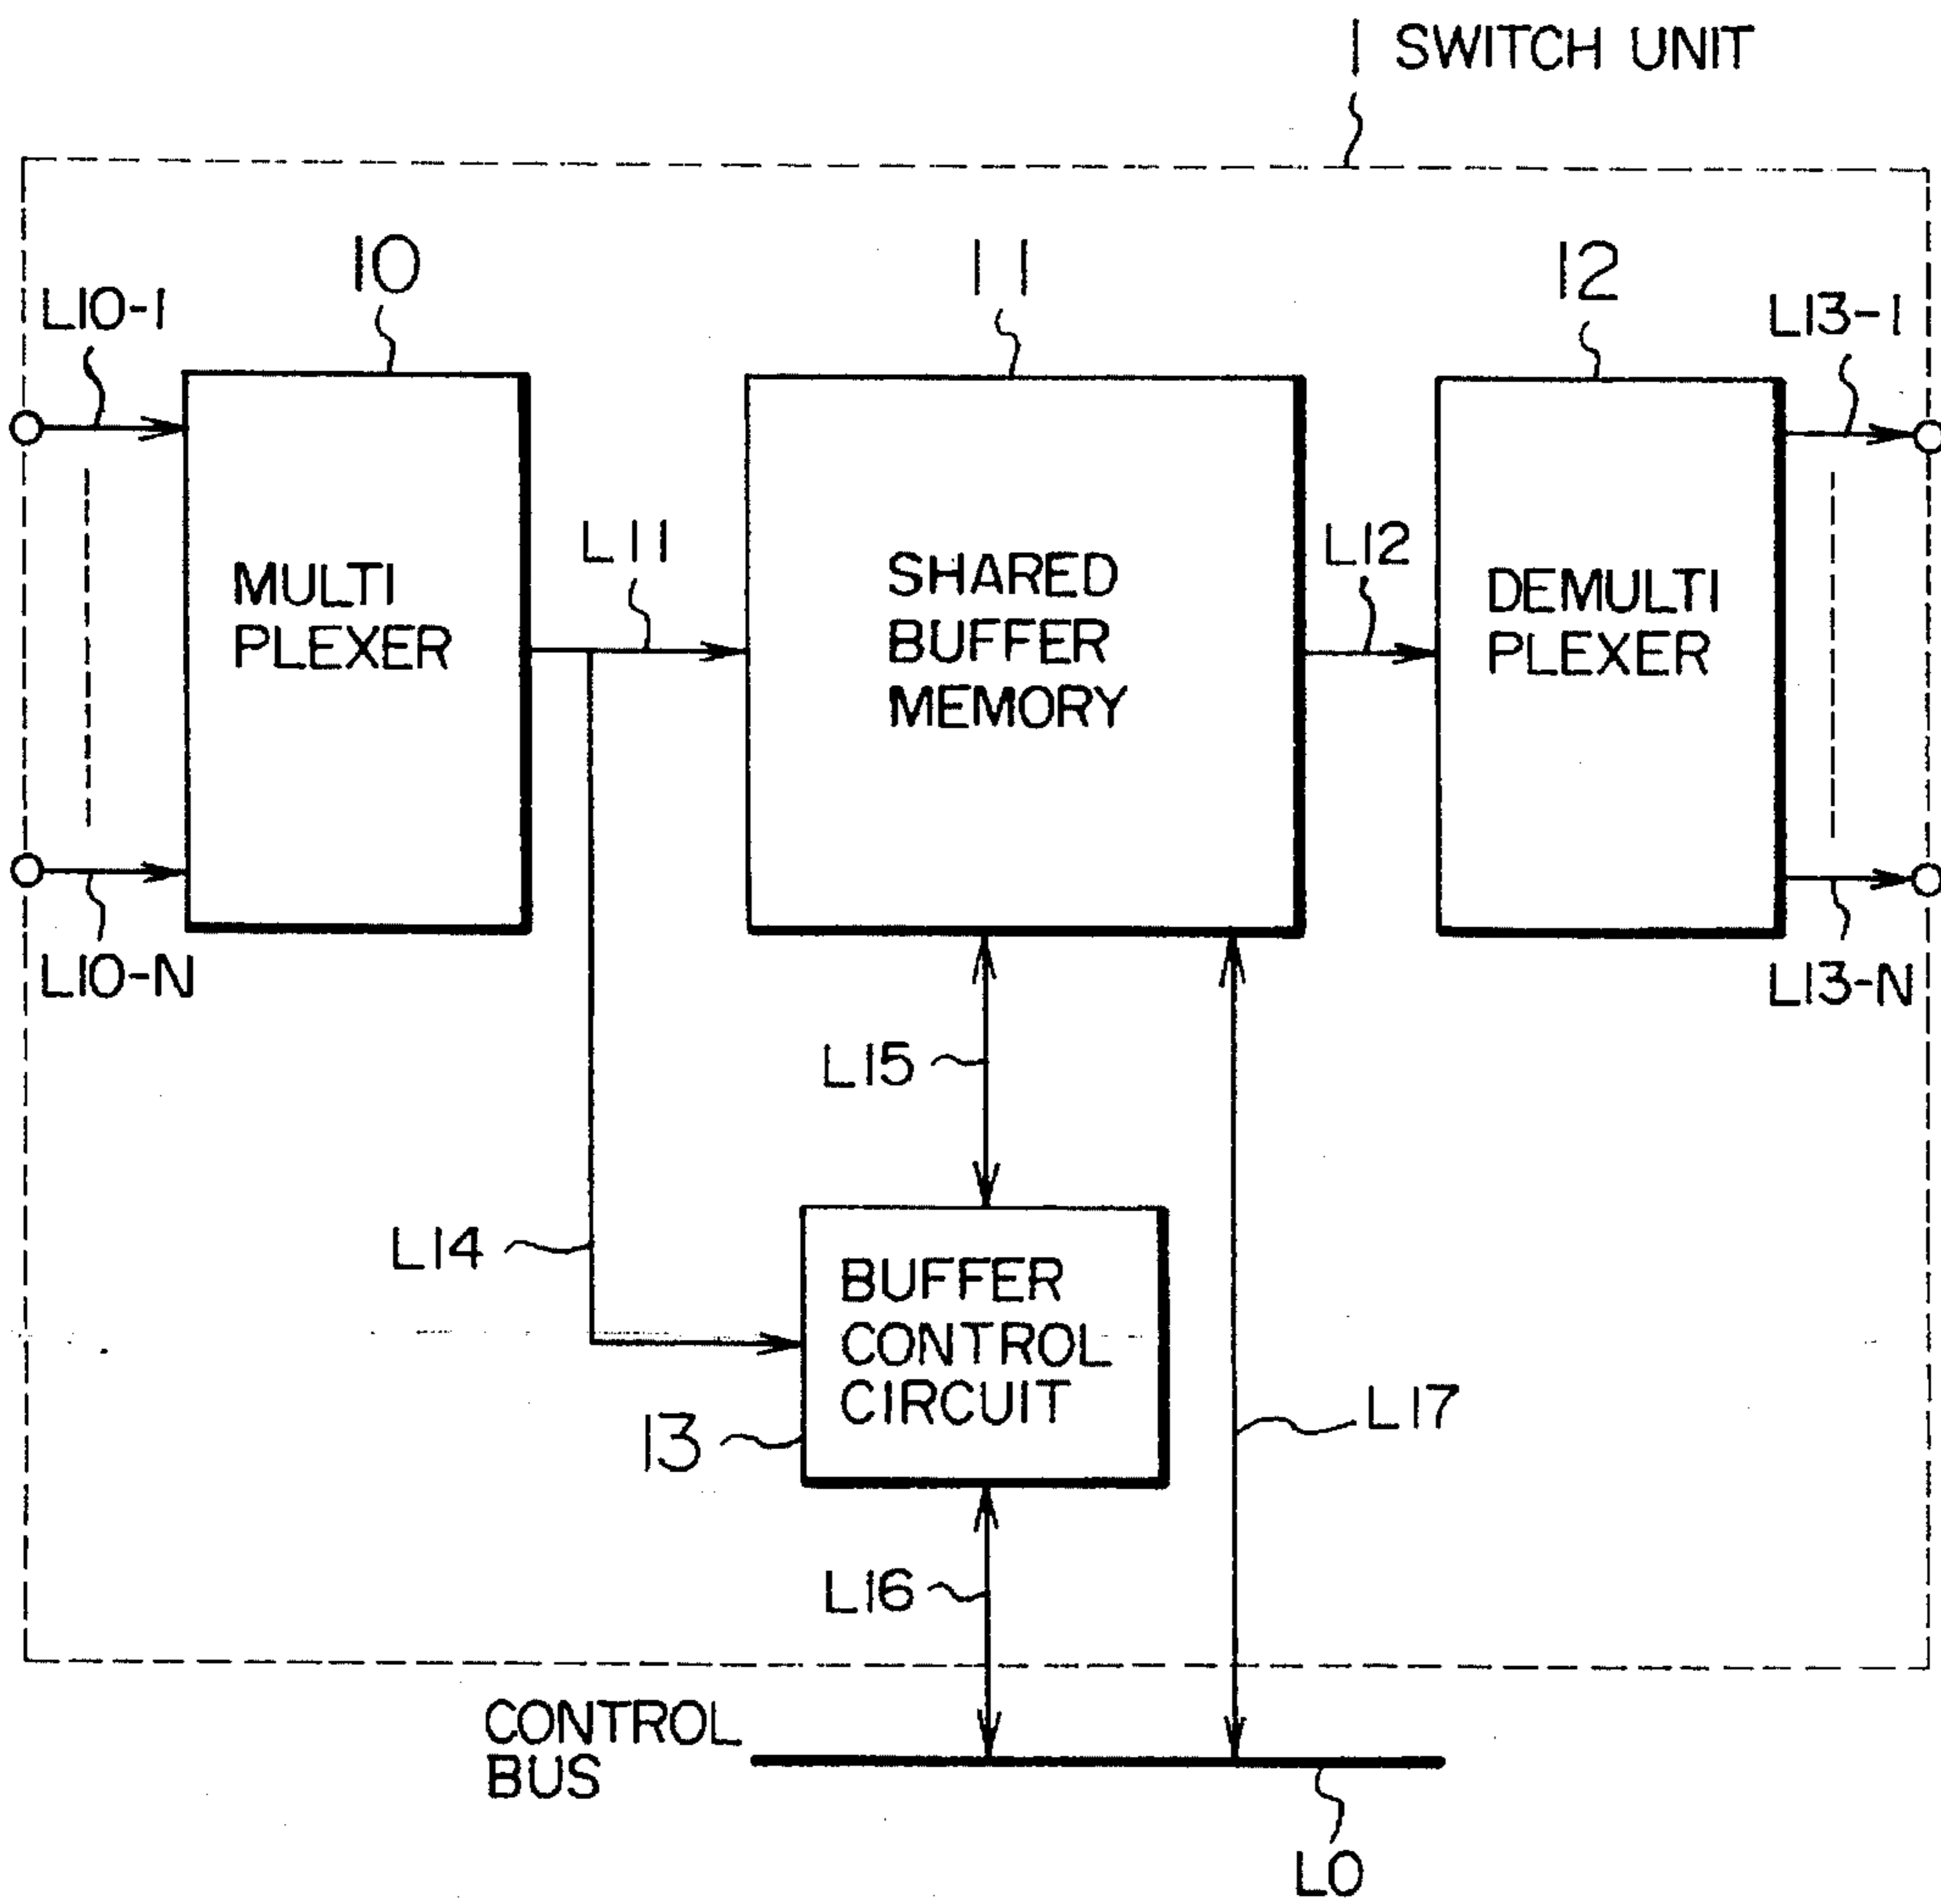 1 SWITCH UNIT
10
11
12
L10-1
L13-1
L11
L12
MULTI
PLEXER
SHARED
BUFFER
MEMORY
DEMULTI
PLEXER
L10-N
L13-N
L15
L14
BUFFER
CONTROL
CIRCUIT
13
L17
L16
CONTROL
BUS
L0